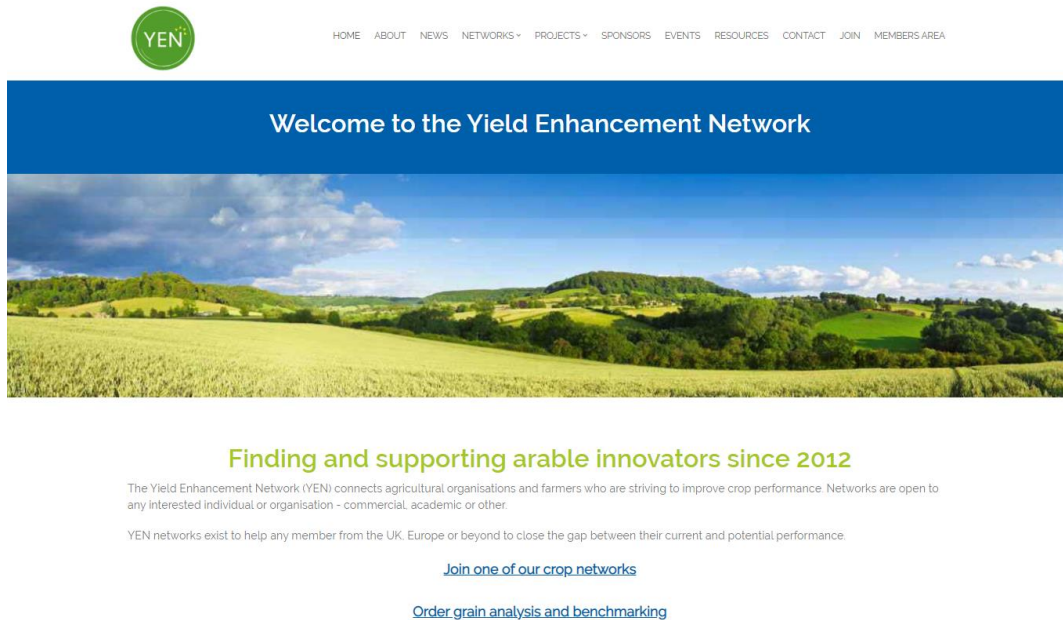 YEN
HOME ABOUT NEWS NETWORKS PROJECTS SPONSORS EVENTS RESOURCES CONTACT JOIN MEMBERS AREA
Welcome to the Yield Enhancement Network
Finding and supporting arable innovators since 2012
The Yield Enhancement Network (YEN) connects agricultural organisations and farmers who are striving to improve crop performance. Networks are open to
any interested individual or organisation - commercial, academic or other.
YEN networks exist to help any member from the UK, Europe or beyond to close the gap between their current and potential performance.
Join one of our crop networks
Order grain analysis and benchmarking